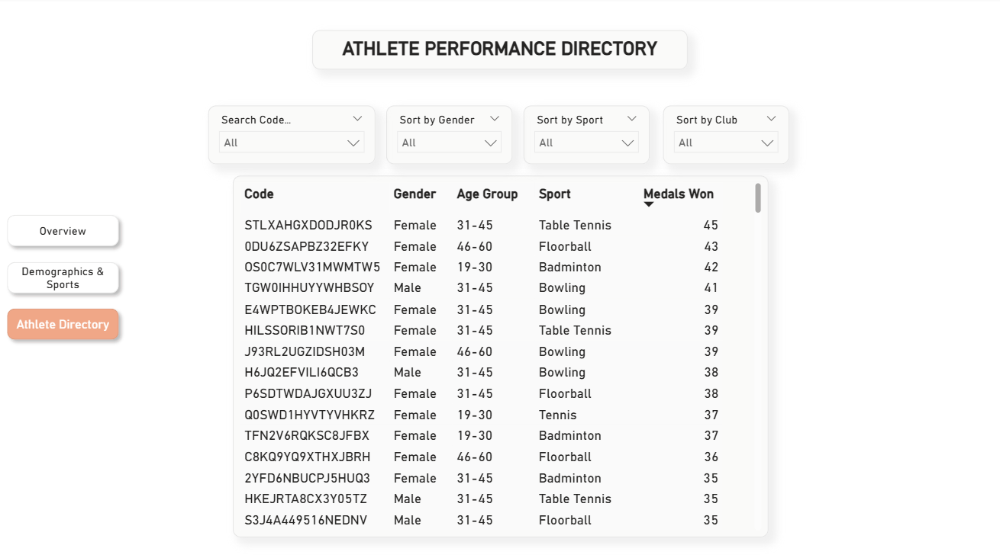 ATHLETE PERFORMANCE DIRECTORY
Search Code...
All
Sort by Gender
All
Sort by Sport
All
Sort by Club
All
Overview
Demographics &
Sports
Athlete Directory
Code Gender Age Group Sport Medals Won
STLXAHGXDODJR0KS Female 31-45 Table Tennis 45
0DU6ZSAPBZ32EFKY Female 46-60 Floorball 43
OS0C7WLV31MWMTW5 Female 19-30 Badminton 42
TGW0IHHUYYWHBSOY Male 31-45 Bowling 41
E4WPTBOKEB4JEWKC Female 31-45 Bowling 39
HILSSORIB1NWT7S0 Female 31-45 Table Tennis 39
J93RL2UGZIDSH03M Female 46-60 Bowling 39
H6JQ2EFVILI6QCB3 Male 31-45 Bowling 38
P6SDTWDAJGXUU3ZJ Female 31-45 Floorball 38
Q0SWD1HYVTYVHKRZ Female 19-30 Tennis 37
TFN2V6RQKSC8JFBX Female 19-30 Badminton 37
C8KQ9YQ9XTHXJBRH Female 46-60 Floorball 36
2YFD6NBUCPJ5HUQ3 Female 31-45 Badminton 35
HKEJRTA8CX3Y05TZ Male 31-45 Table Tennis 35
S3J4A449516NEDNV Male 31-45 Floorball 35